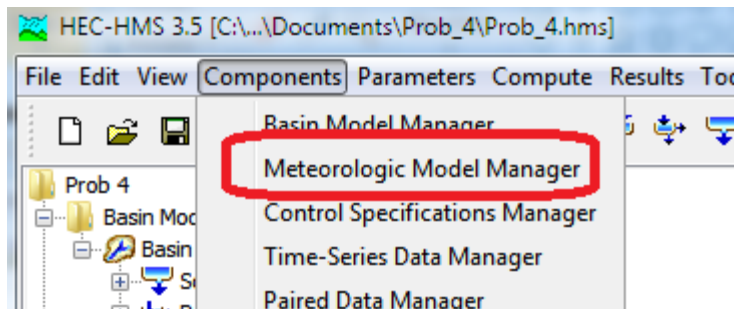 HEC-HMS 3.5 [C:\...\Documents\Prob_4\Prob_4.hms]
File Edit View Components Parameters Compute Results
Basin Model Manager
Prob 4
Meteorologic Model Manager
Basin
Control Specifications Manager
Basin
Time-Series Data Manager
Paired Data Manager